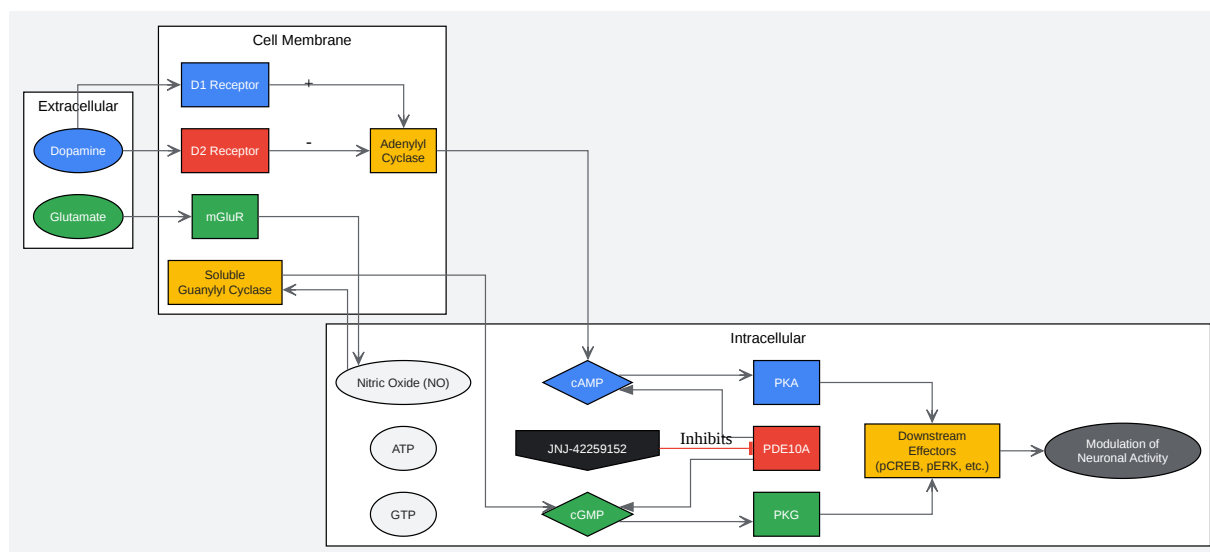 Cell Membrane
D1 Receptor
+
Extracellular
Dopamine
D2 Receptor
-
Adenylyl
Cyclase
Glutamate
mGluR
Soluble
Guanylyl Cyclase
Intracellular
Nitric Oxide (NO)
cAMP
PKA
ATP
JNJ-42259152
Inhibits
PDE10A
Downstream
Effectors
(pCREB, pERK, etc.)
Modulation of
Neuronal Activity
GTP
cGMP
PKG